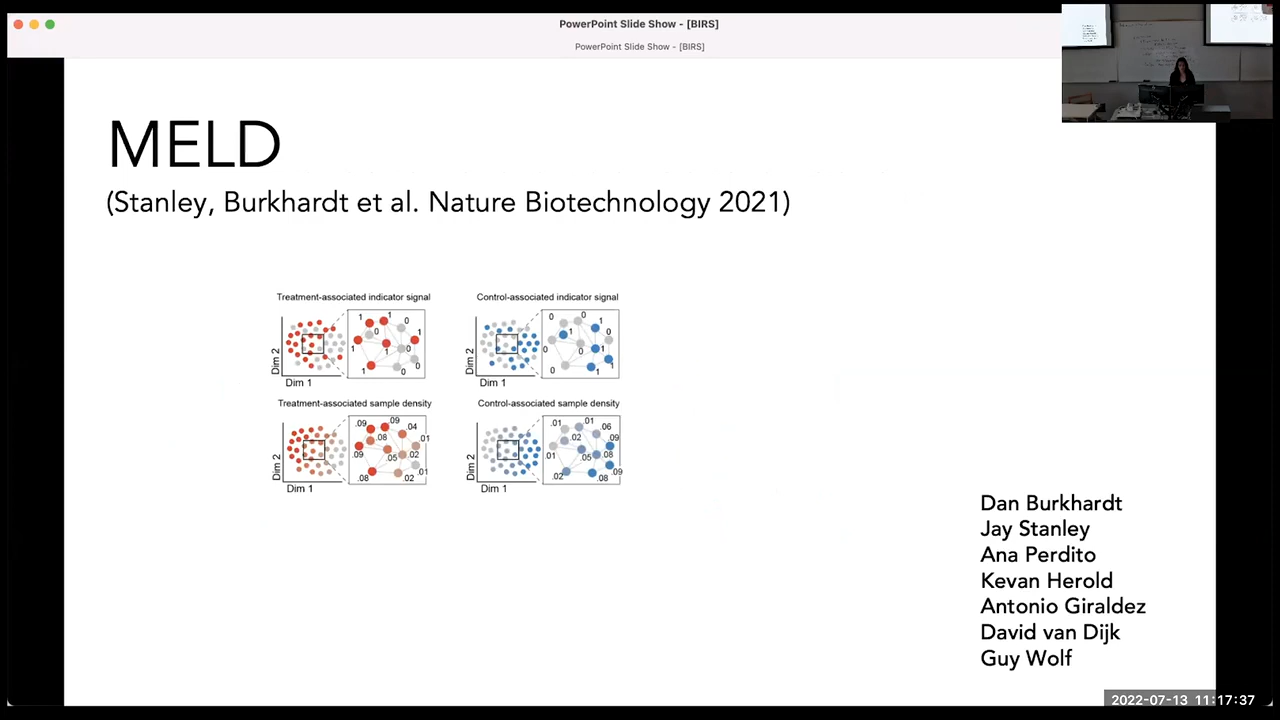 PowerPoint Slide Show - [BIRS]
PowerPoint Slide Show - [BIRS]
MELD
(Stanley, Burkhardt et al. Nature Biotechnology 2021)
Treatment-associated indicator signal
Control-associated indicator signal
1 1 0 0 1 1 1 0 1 0 0
0 0 1 1 0 0 0 1 0 1 1
Dim 2
Dim 1
Dim 2
Dim 1
Treatment-associated sample density
Control-associated sample density
.09 .09 .04 .08 .01 .09 .05 .02 .01 .08 .02
.01 .01 .06 .02 .09 .01 .05 .08 .09 .02 .08
Dim 2
Dim 1
Dim 2
Dim 1
Dan Burkhardt
Jay Stanley
Ana Perdito
Kevan Herold
Antonio Giraldez
David van Dijk
Guy Wolf
2022-07-13 11:17:37